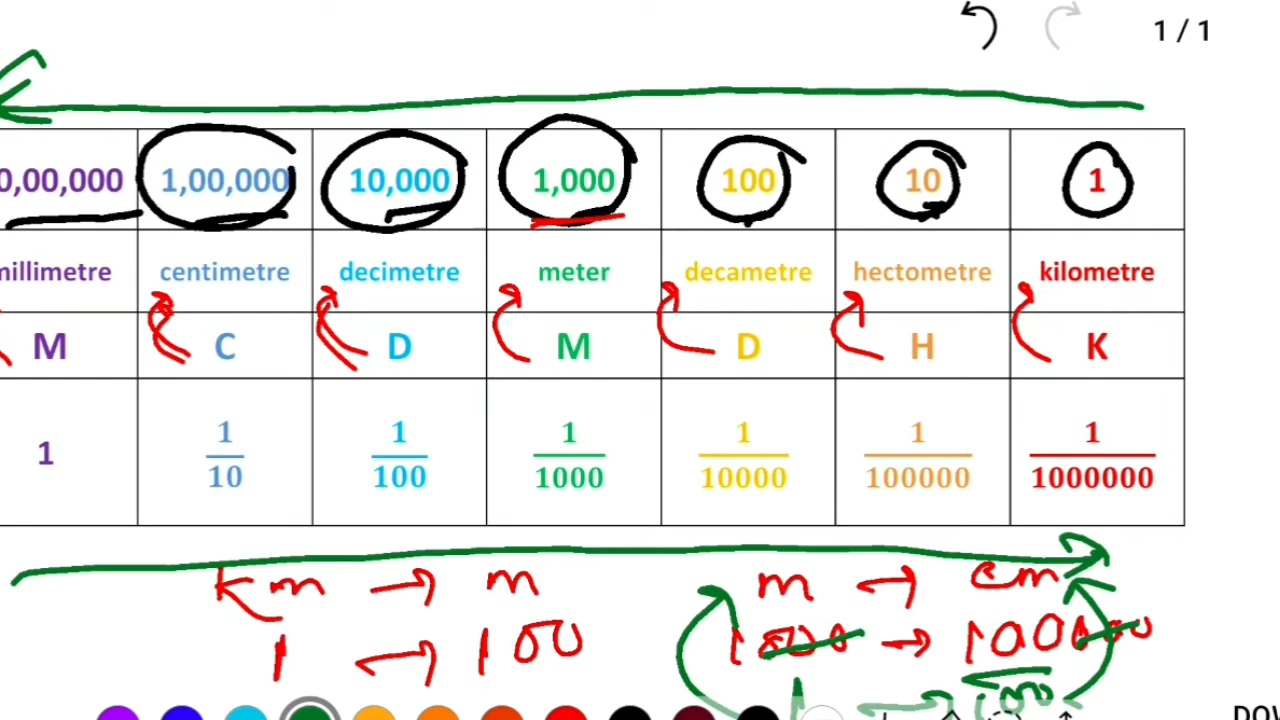 1 / 1
0,00,000 1,00,000 10,000 1,000 100 10 1
millimetre centimetre decimetre meter decametre hectometre kilometre
M C D M D H K
1 1/10 1/100 1/1000 1/10000 1/100000 1/1000000
km → m m → cm
1 → 100 1000 → 100000